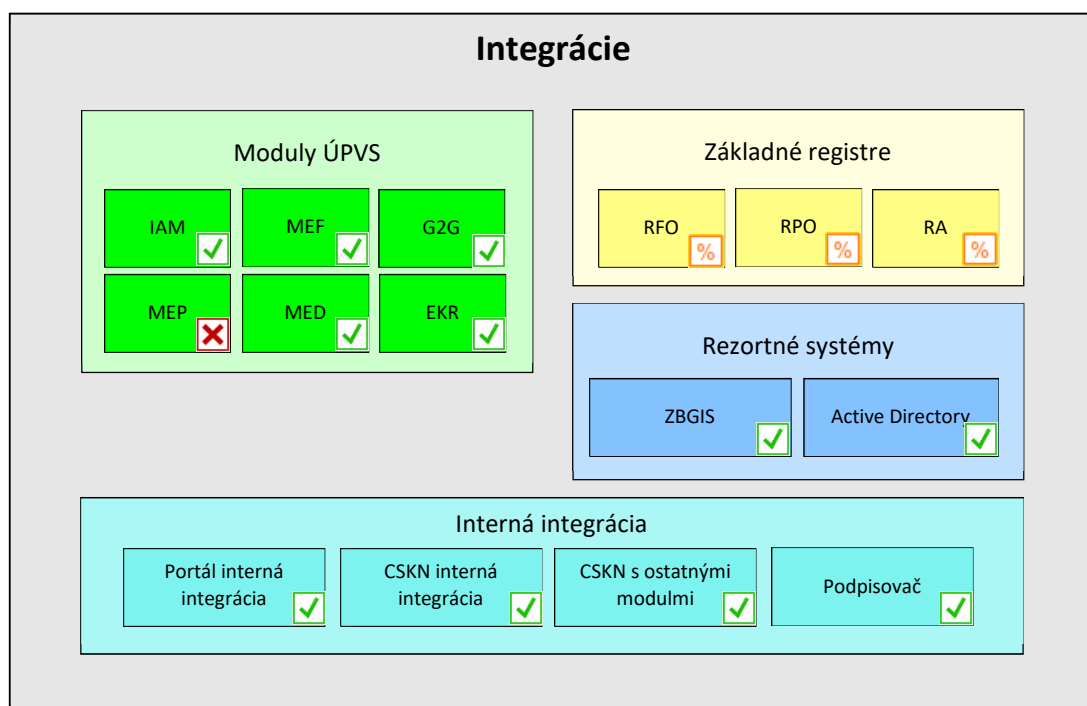 Integrácie
Moduly ÚPVS
IAM
MEF
G2G
MEP
MED
EKR
Základné registre
RFO
%
RPO
%
RA
%
Rezortné systémy
ZBGIS
Active Directory
Interná integrácia
Portál interná
integrácia
CSKN interná
integrácia
CSKN s ostatnými
modulmi
Podpisovač